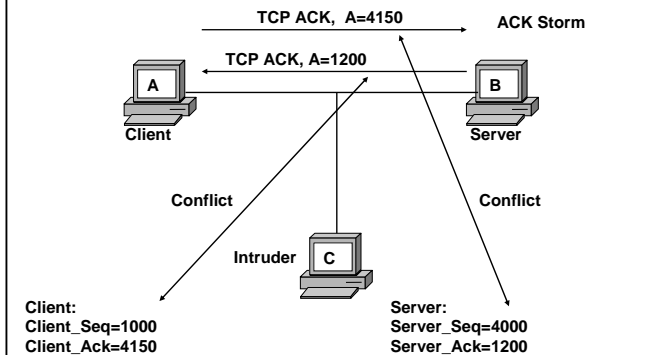 TCP ACK, A=4150
ACK Storm
TCP ACK, A=1200
A
B
Client
Server
Conflict
Conflict
Intruder
C
Client:
Client_Seq=1000
Client_Ack=4150
Server:
Server_Seq=4000
Server_Ack=1200